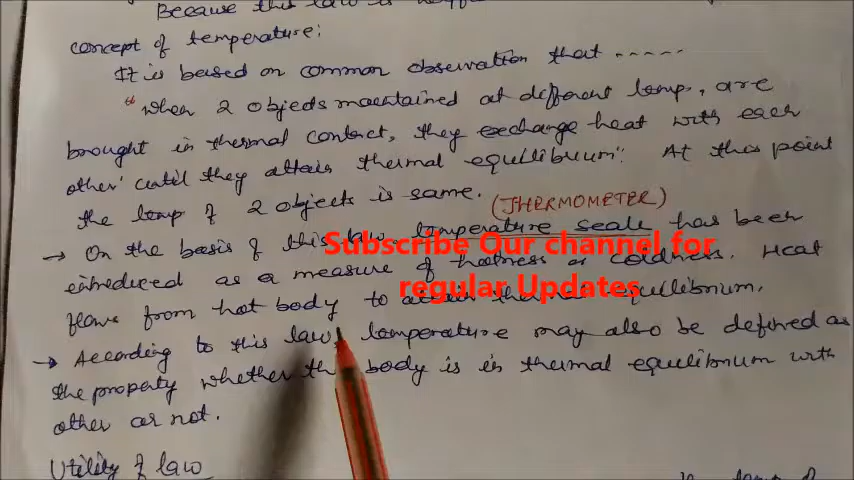 Because this law is
concept of temperature:
It is based on common observation that .....
"when 2 objects maintained at different temp., are
brought in thermal contact, they exchange heat with each
other until they attain thermal equilibrium". At this point
the temp of 2 objects is same. (THERMOMETER)
→ On the basis of this law, temperature scale has been
introduced as a measure of hotness or coldness. Heat
flows from hot body to attain thermal equilibrium.
→ According to this law, temperature may also be defined as
the property whether the body is in thermal equilibrium with
other or not.
Utility of law
Subscribe Our channel for
regular Updates